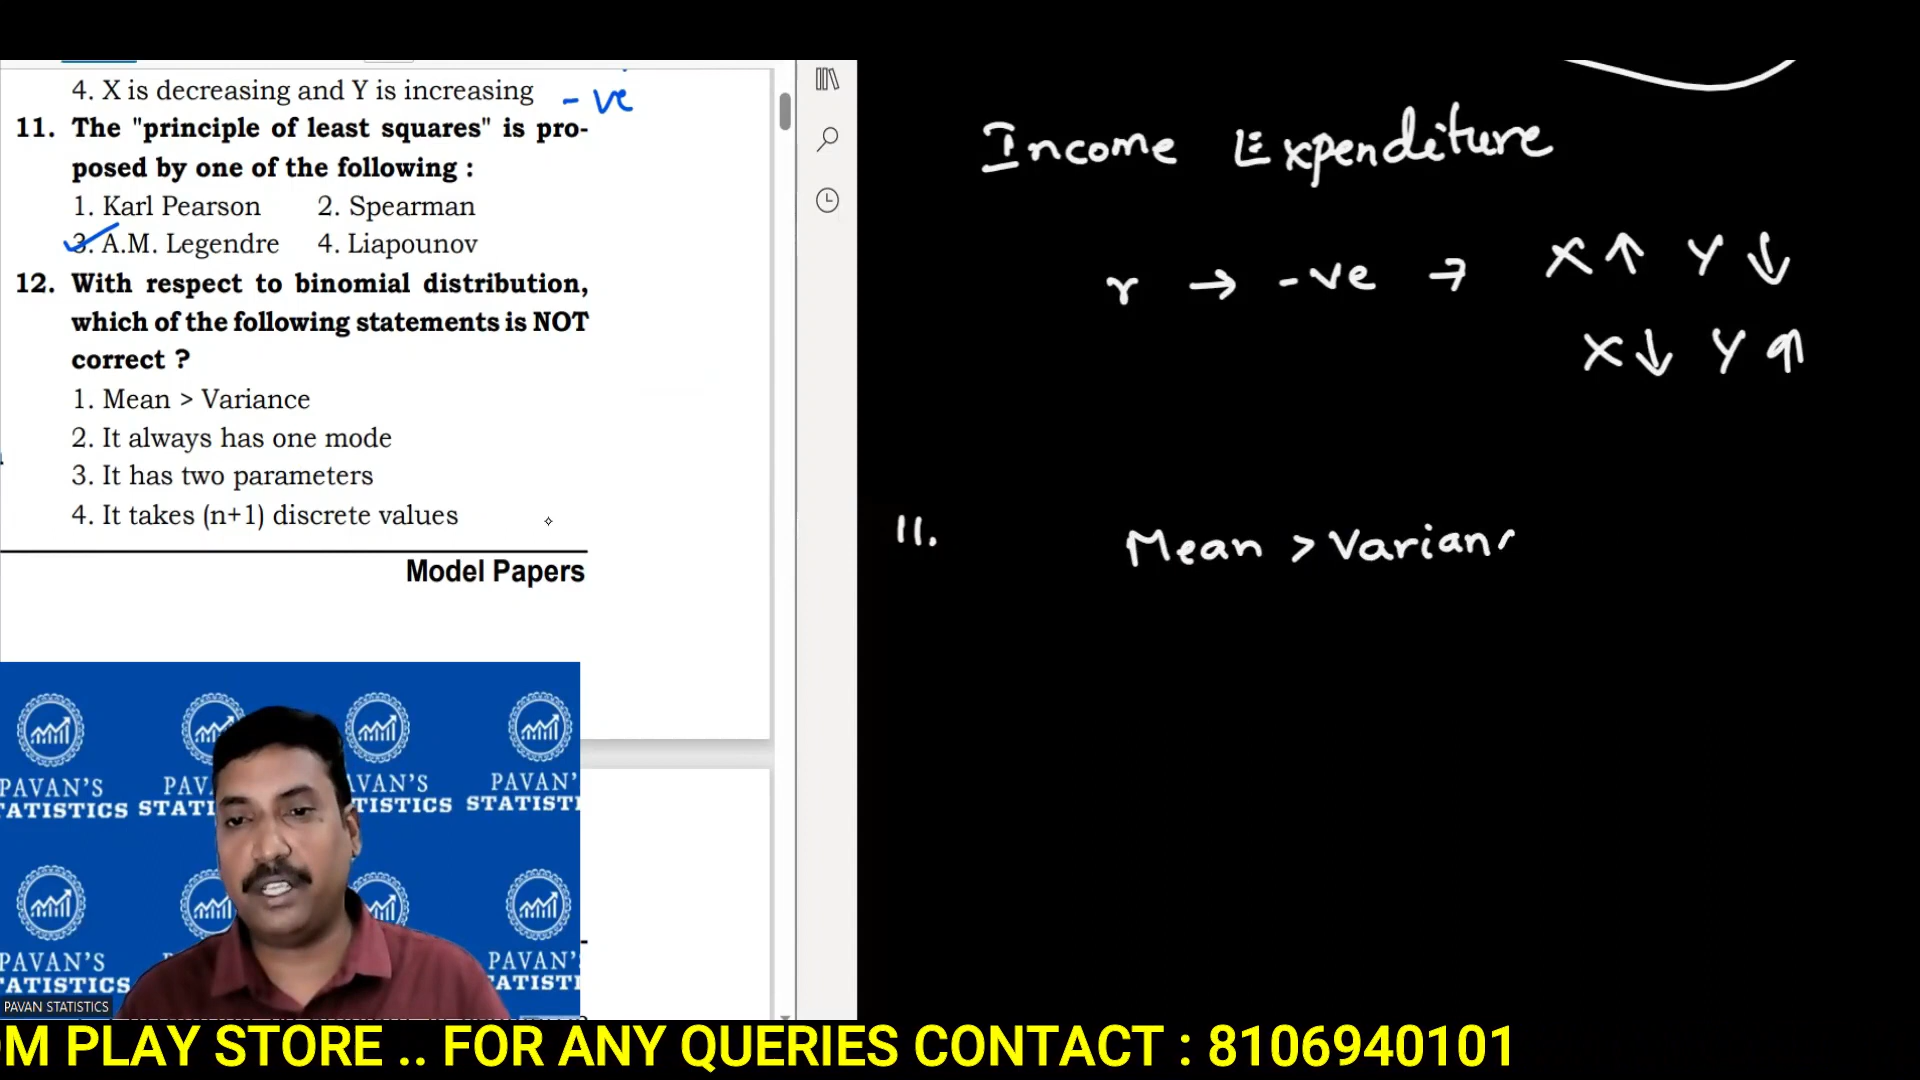 4. X is decreasing and Y is increasing - ve
11. The "principle of least squares" is pro-
posed by one of the following :
1. Karl Pearson 2. Spearman
3. A.M. Legendre 4. Liapounov
12. With respect to binomial distribution,
which of the following statements is NOT
correct ?
1. Mean > Variance
2. It always has one mode
3. It has two parameters
4. It takes (n+1) discrete values
Model Papers
Income Expenditure
r → -ve → X ↑ Y ↓
X ↓ Y ↑
11. Mean > Varian
PAVAN'S
STATISTICS
PAVAN STATISTICS
OM PLAY STORE .. FOR ANY QUERIES CONTACT : 8106940101